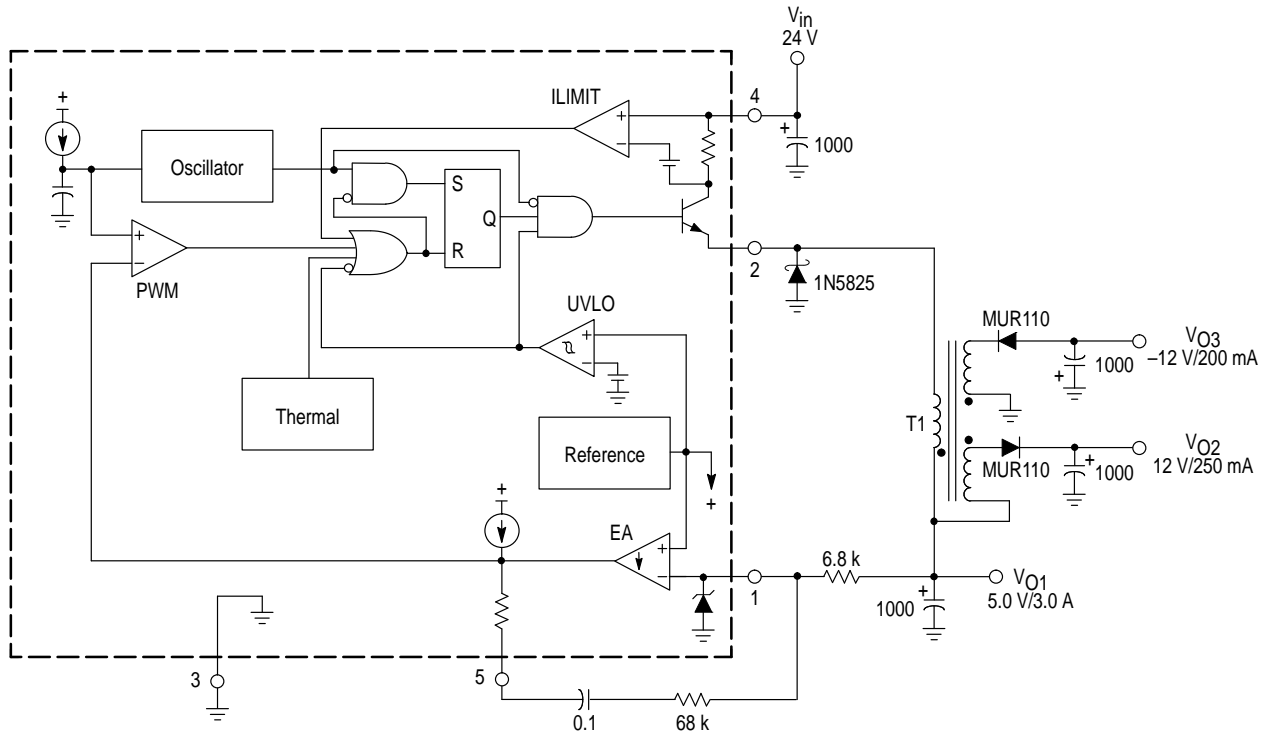 Vin
24 V
+
ILIMIT
4
+
−
+
1000
Oscillator
S
Q
R
+
−
PWM
2
1N5825
UVLO
+
−
MUR110
VO3
1000
+
–12 V/200 mA
Thermal
T1
Reference
MUR110
+
1000
VO2
12 V/250 mA
+
+
EA
+
−
1
6.8 k
+
1000
VO1
5.0 V/3.0 A
3
5
0.1
68 k